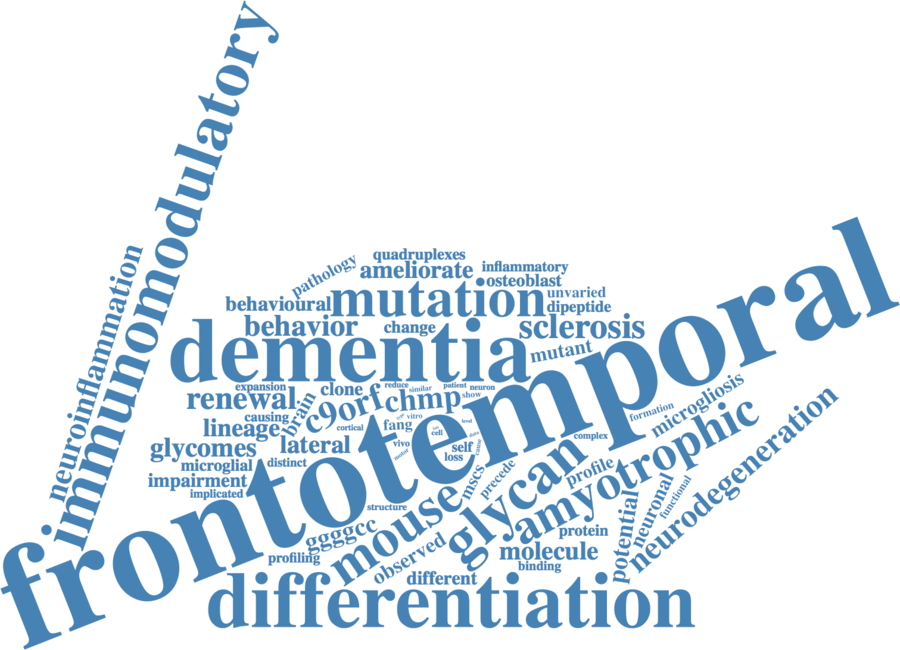 immunomodulatory
neuroinflammation
quadruplexes
pathology
ameliorate
inflammatory
osteoblast
behavioural
mutation
unvaried
dipeptide
behavior
change
sclerosis
dementia
mutant
frontotemporal
expansion
renewal
clone
reduce
similar
patient
neuron
show
chmp
c9orf
brain
causing
lineage
cortical
fang
vitro
cell
level
data
formation
microgliosis
glycomes
lateral
vivo
motor
self
loss
cause
complex
microglial
distinct
impairment
implicated
structure
mscs
precede
glycan
profile
amyotrophic
neurodegeneration
mouse
ggggcc
profiling
observed
different
molecule
protein
binding
potential
neuronal
functional
differentiation